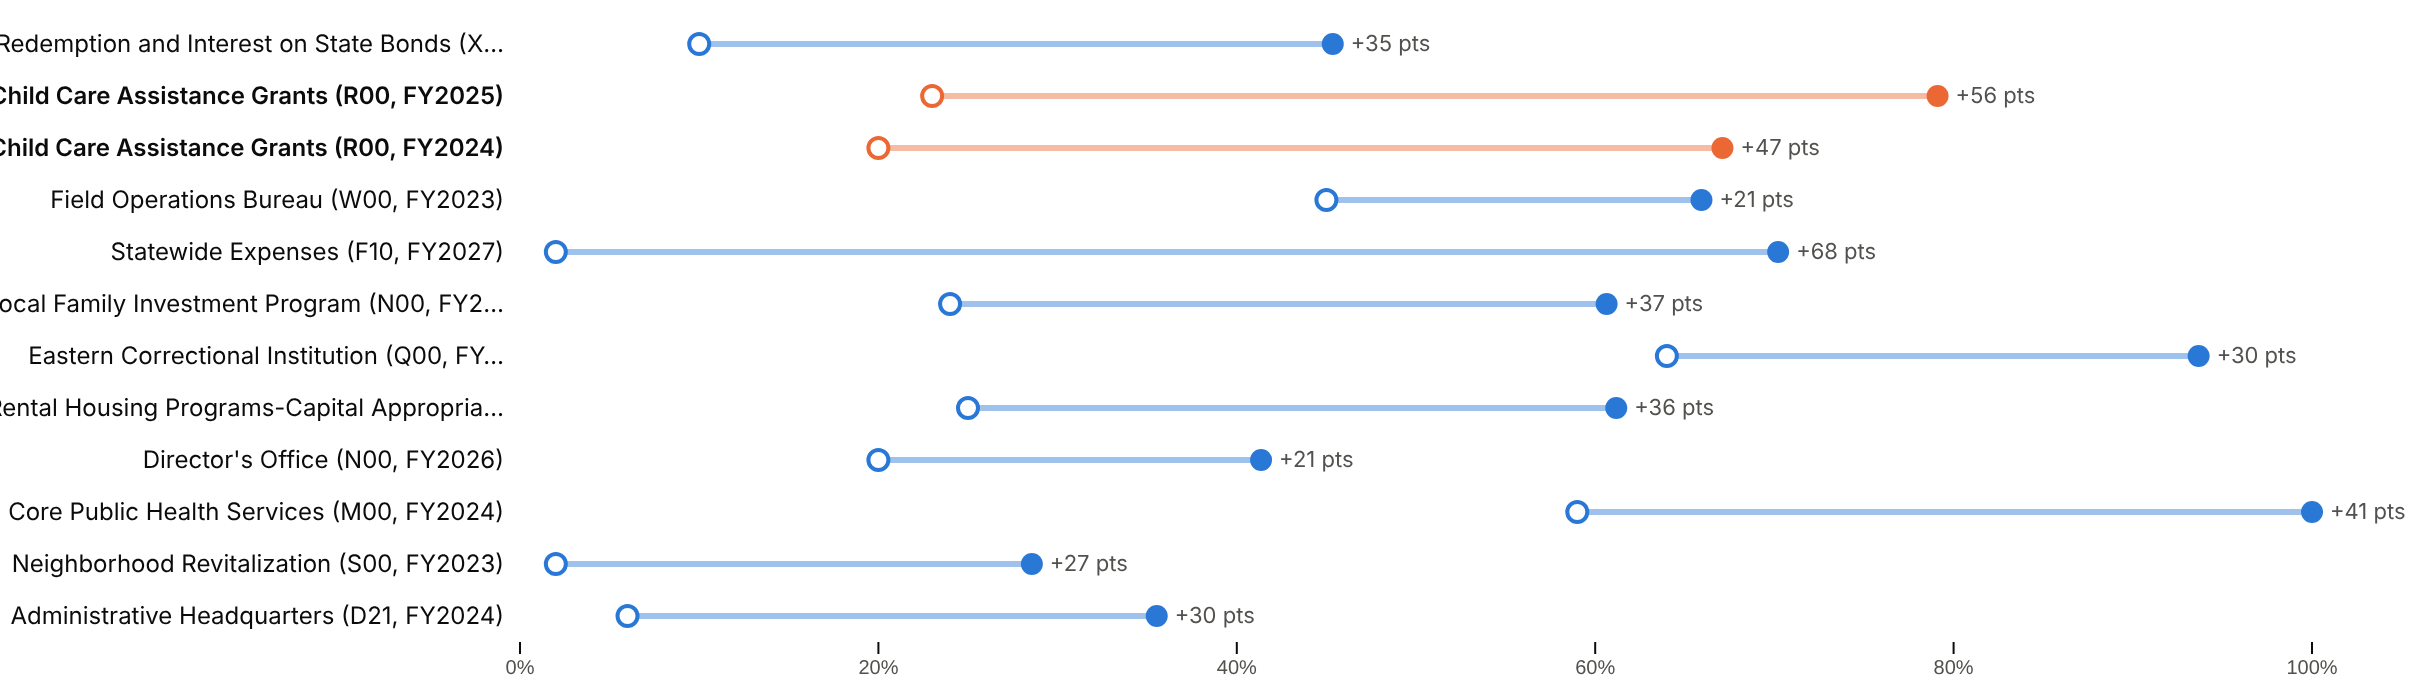 Redemption and Interest on State Bonds (X... +35 pts
Child Care Assistance Grants (R00, FY2025) +56 pts
Child Care Assistance Grants (R00, FY2024) +47 pts
Field Operations Bureau (W00, FY2023) +21 pts
Statewide Expenses (F10, FY2027) +68 pts
ocal Family Investment Program (N00, FY2... +37 pts
Eastern Correctional Institution (Q00, FY... +30 pts
Rental Housing Programs-Capital Appropria... +36 pts
Director's Office (N00, FY2026) +21 pts
Core Public Health Services (M00, FY2024) +41 pts
Neighborhood Revitalization (S00, FY2023) +27 pts
Administrative Headquarters (D21, FY2024) +30 pts
0% 20% 40% 60% 80% 100%